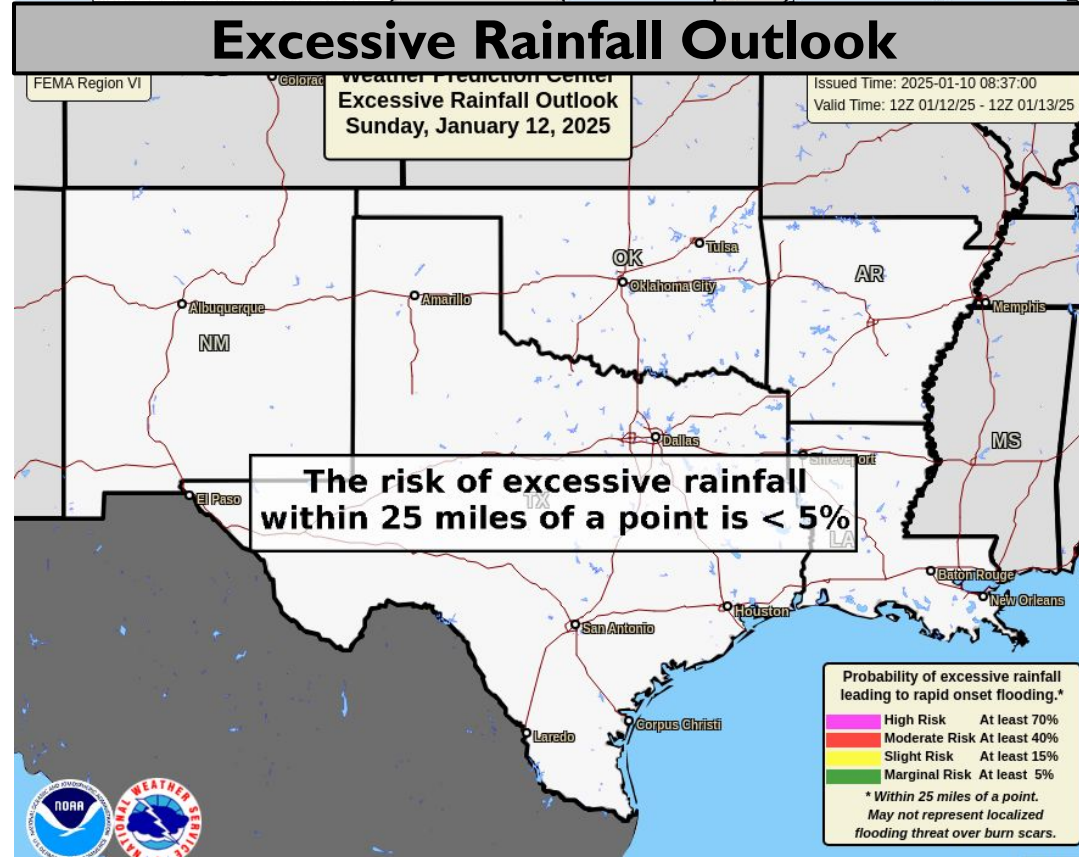 Excessive Rainfall Outlook
FEMA Region VI
Weather Prediction Center
Excessive Rainfall Outlook
Sunday, January 12, 2025
Issued Time: 2025-01-10 08:37:00
Valid Time: 12Z 01/12/25 - 12Z 01/13/25
Tulsa
OK
Oklahoma City
AR
Amarillo
Albuquerque
Memphis
NM
Dallas
MS
Shreveport
The risk of excessive rainfall
within 25 miles of a point is < 5%
El Paso
TX
LA
Baton Rouge
New Orleans
Houston
San Antonio
Corpus Christi
Laredo
Probability of excessive rainfall
leading to rapid onset flooding.*
High Risk At least 70%
Moderate Risk At least 40%
Slight Risk At least 15%
Marginal Risk At least 5%
* Within 25 miles of a point.
May not represent localized
flooding threat over burn scars.
NOAA
NATIONAL WEATHER SERVICE